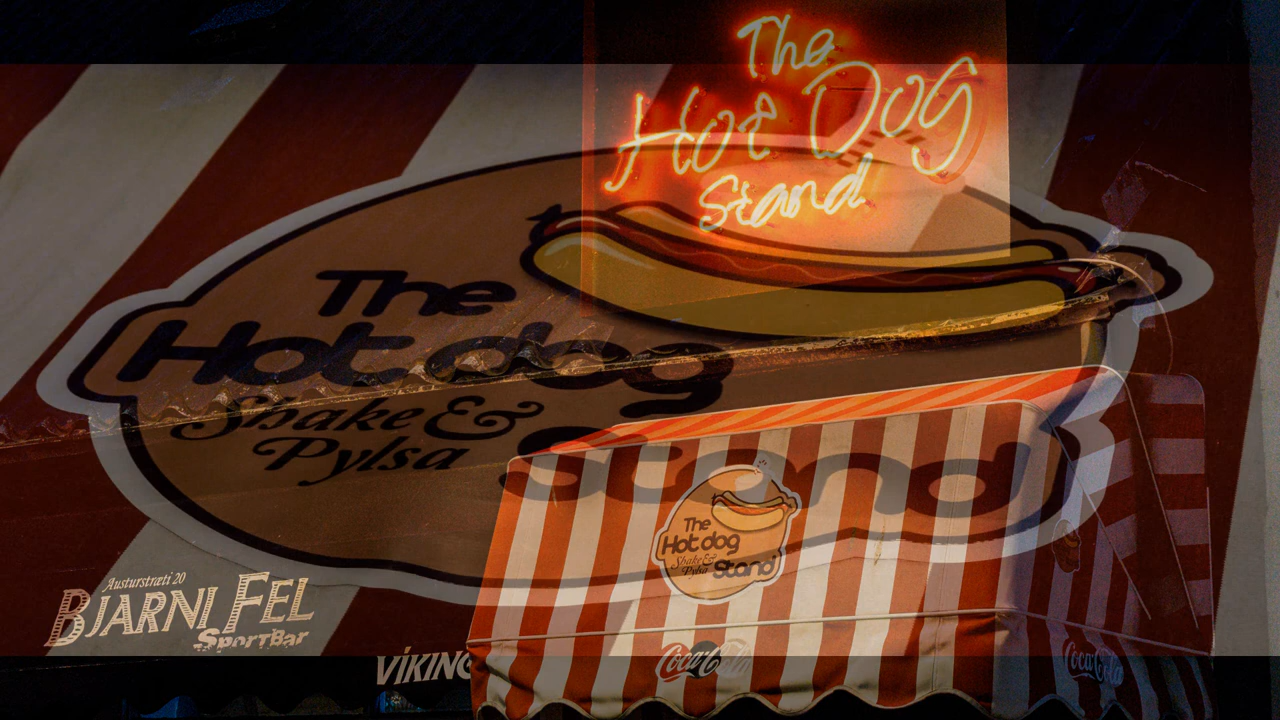 The
Hot Dog
Stand
The
Hot dog
Shake &
Pylsa
Stand
The
Hot dog
Shake &
Pylsa
Stand
Austurstræti 20
BJARNI FEL
SportBar
VÍKING
Coca-Cola
Coca-Cola